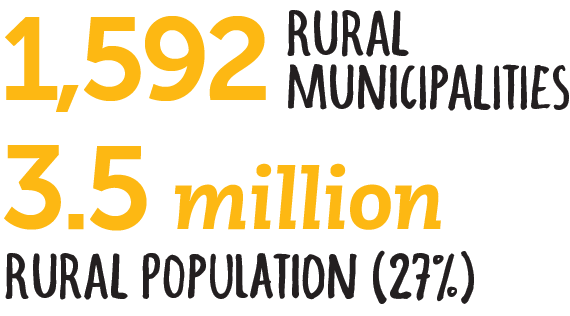 1,592 RURAL
MUNICIPALITIES
3.5 million
RURAL POPULATION (27%)